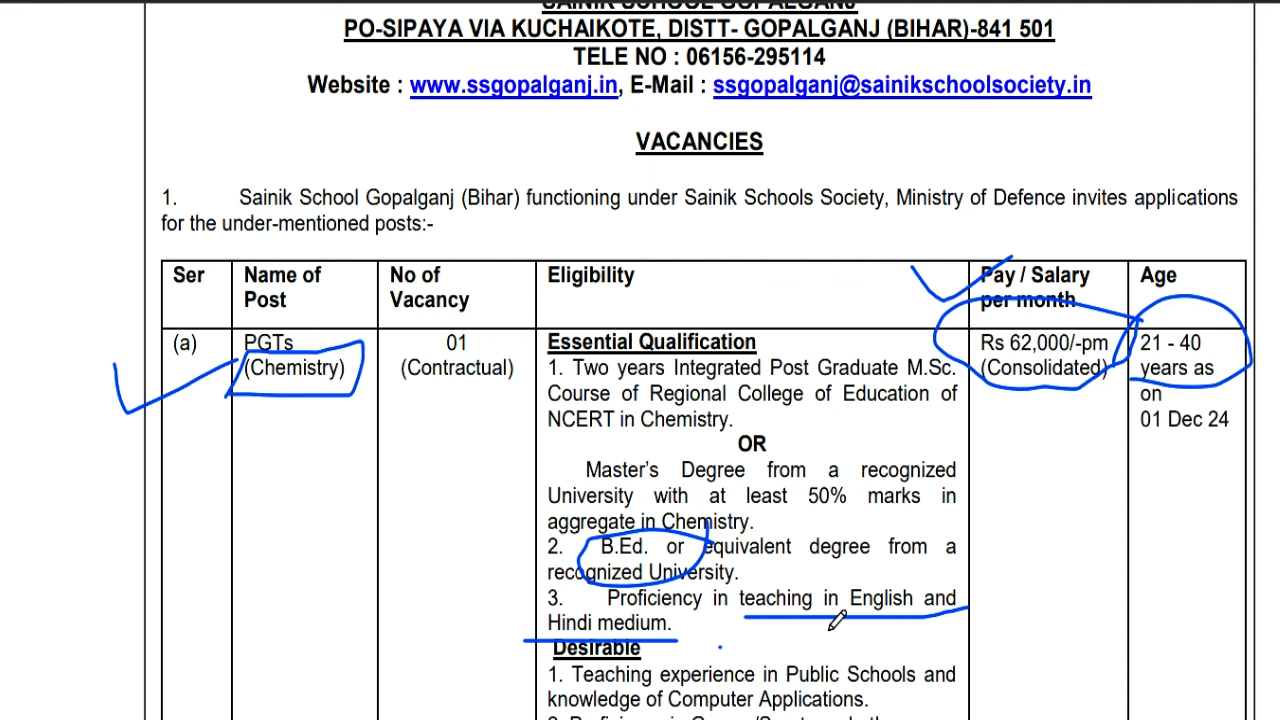 SAINIK SCHOOL GOPALGANJ
PO-SIPAYA VIA KUCHAIKOTE, DISTT- GOPALGANJ (BIHAR)-841 501
TELE NO : 06156-295114
Website : www.ssgopalganj.in, E-Mail : ssgopalganj@sainikschoolsociety.in
VACANCIES
1. Sainik School Gopalganj (Bihar) functioning under Sainik Schools Society, Ministry of Defence invites applications
for the under-mentioned posts:-
Ser
Name of
Post
No of
Vacancy
Eligibility
Pay / Salary
per month
Age
(a)
PGTs
(Chemistry)
01
(Contractual)
Essential Qualification
1. Two years Integrated Post Graduate M.Sc.
Course of Regional College of Education of
NCERT in Chemistry.
OR
Master's Degree from a recognized
University with at least 50% marks in
aggregate in Chemistry.
2. B.Ed. or equivalent degree from a
recognized University.
3. Proficiency in teaching in English and
Hindi medium.
Desirable
1. Teaching experience in Public Schools and
knowledge of Computer Applications.
Rs 62,000/-pm
(Consolidated)
21 - 40
years as
on
01 Dec 24